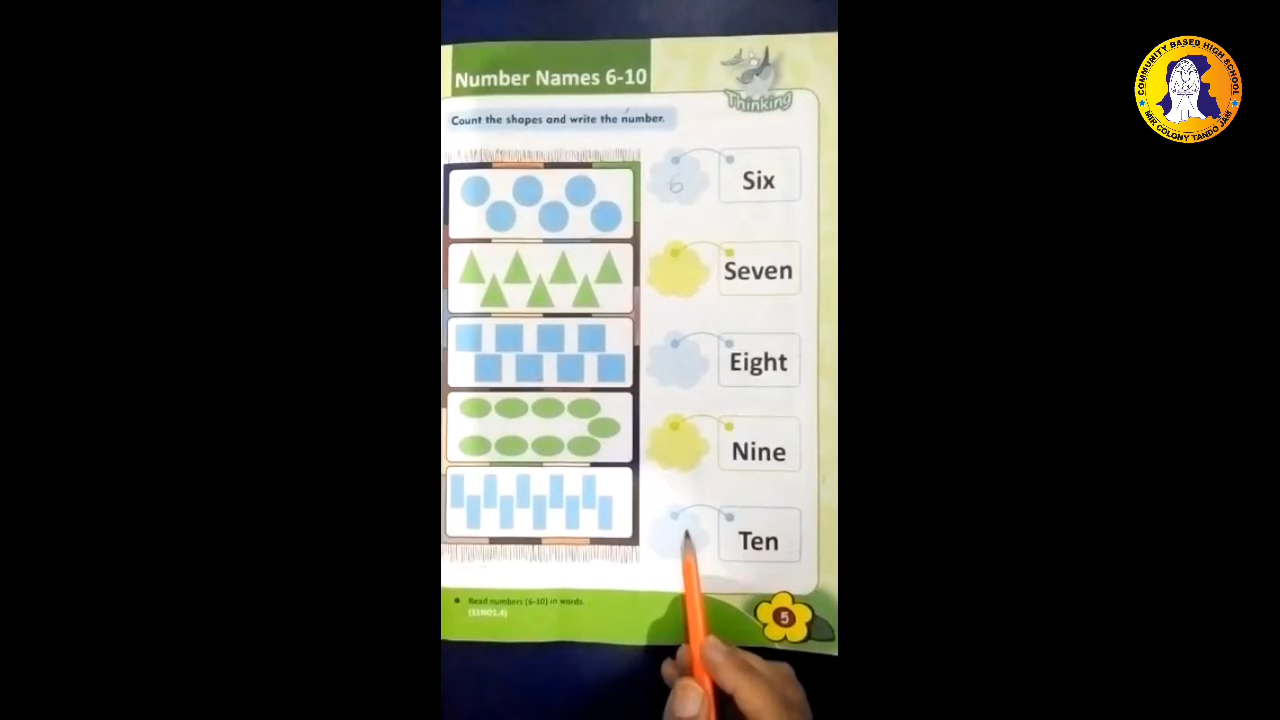 Number Names 6-10
Thinking
Count the shapes and write the number.
6
Six
Seven
Eight
Nine
Ten
Read numbers (6-10) in words.
5
COMMUNITY BASED HIGH SCHOOL
MIR COLONY TANDO JAM